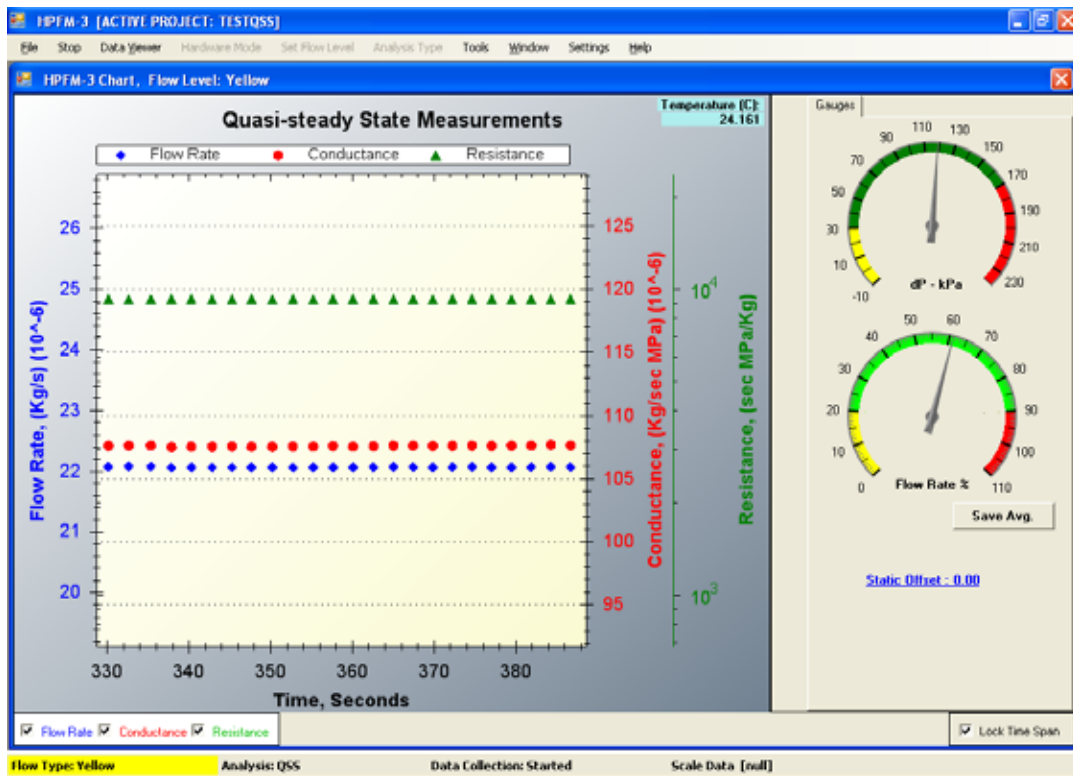 HPFM-3 [ACTIVE PROJECT: TESTQSS]
File Stop Data Viewer Hardware Mode Set Flow Level Analysis Type Tools Window Settings Help
HPFM-3 Chart, Flow Level: Yellow
Quasi-steady State Measurements
Temperature (C):
24.161
Flow Rate Conductance Resistance
Flow Rate, (Kg/s) (10^-6)
26
25
24
23
22
21
20
330 340 350 360 370 380
Time, Seconds
125
120
115
110
105
100
95
Conductance, (Kg/sec MPa) (10^-6)
10^4
10^3
Resistance, (sec MPa/Kg)
Gauges
-10 10 30 50 70 90 110 130 150 170 190 210 230
dP - kPa
0 10 20 30 40 50 60 70 80 90 100 110
Flow Rate %
Save Avg.
Static Offset : 0.00
Flow Rate Conductance Resistance
Lock Time Span
Flow Type: Yellow Analysis: QSS Data Collection: Started Scale Data [null]